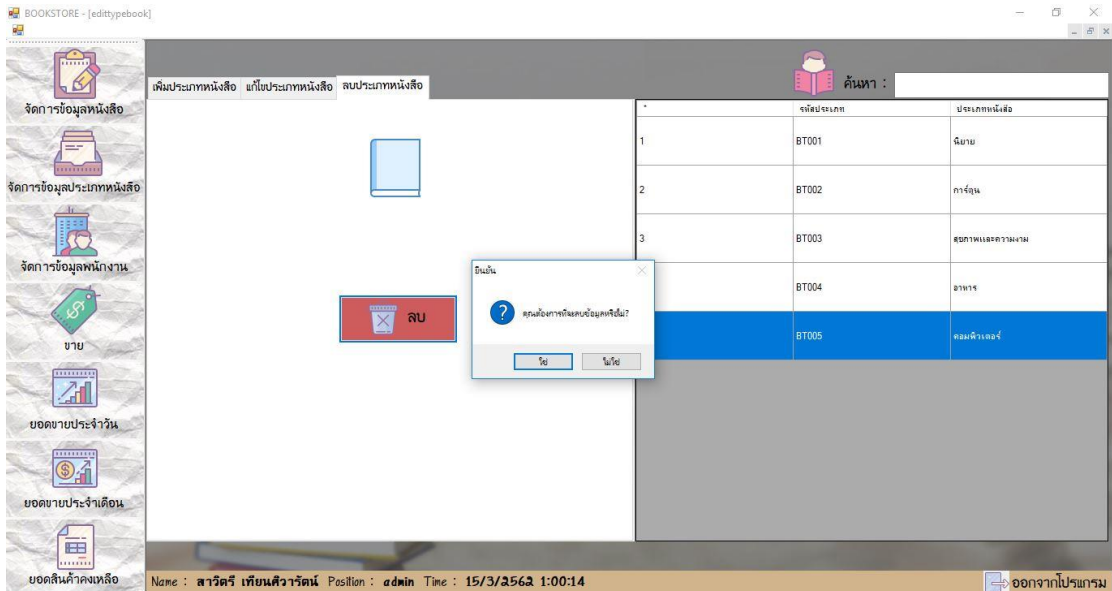 BOOKSTORE - [edittypebook]
จัดการข้อมูลหนังสือ
จัดการข้อมูลประเภทหนังสือ
จัดการข้อมูลพนักงาน
ขาย
ยอดขายประจำวัน
ยอดขายประจำเดือน
ยอดสินค้าคงเหลือ
เพิ่มประเภทหนังสือ แก้ไขประเภทหนังสือ ลบประเภทหนังสือ
ลบ
ค้นหา :
* รหัสประเภท ประเภทหนังสือ
1 BT001 นิยาย
2 BT002 การ์ตูน
3 BT003 สุขภาพและความงาม
BT004 อาหาร
BT005 คอมพิวเตอร์
ยืนยัน
คุณต้องการที่จะลบข้อมูลหรือไม่?
ใช่ ไม่ใช่
Name : สาวิตรี เทียนศิวารัตน์ Position : admin Time : 15/3/2562 1:00:14
ออกจากโปรแกรม